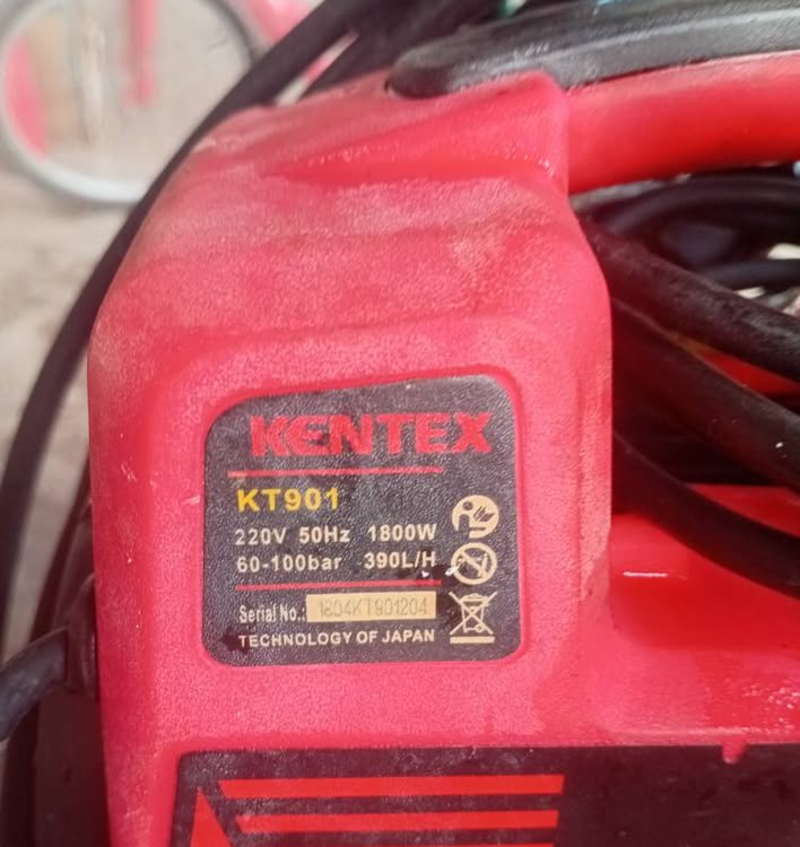 KENTEX
KT901
220V 50Hz 1800W
60-100bar 390L/H
Serial No.: 1804KT901204
TECHNOLOGY OF JAPAN